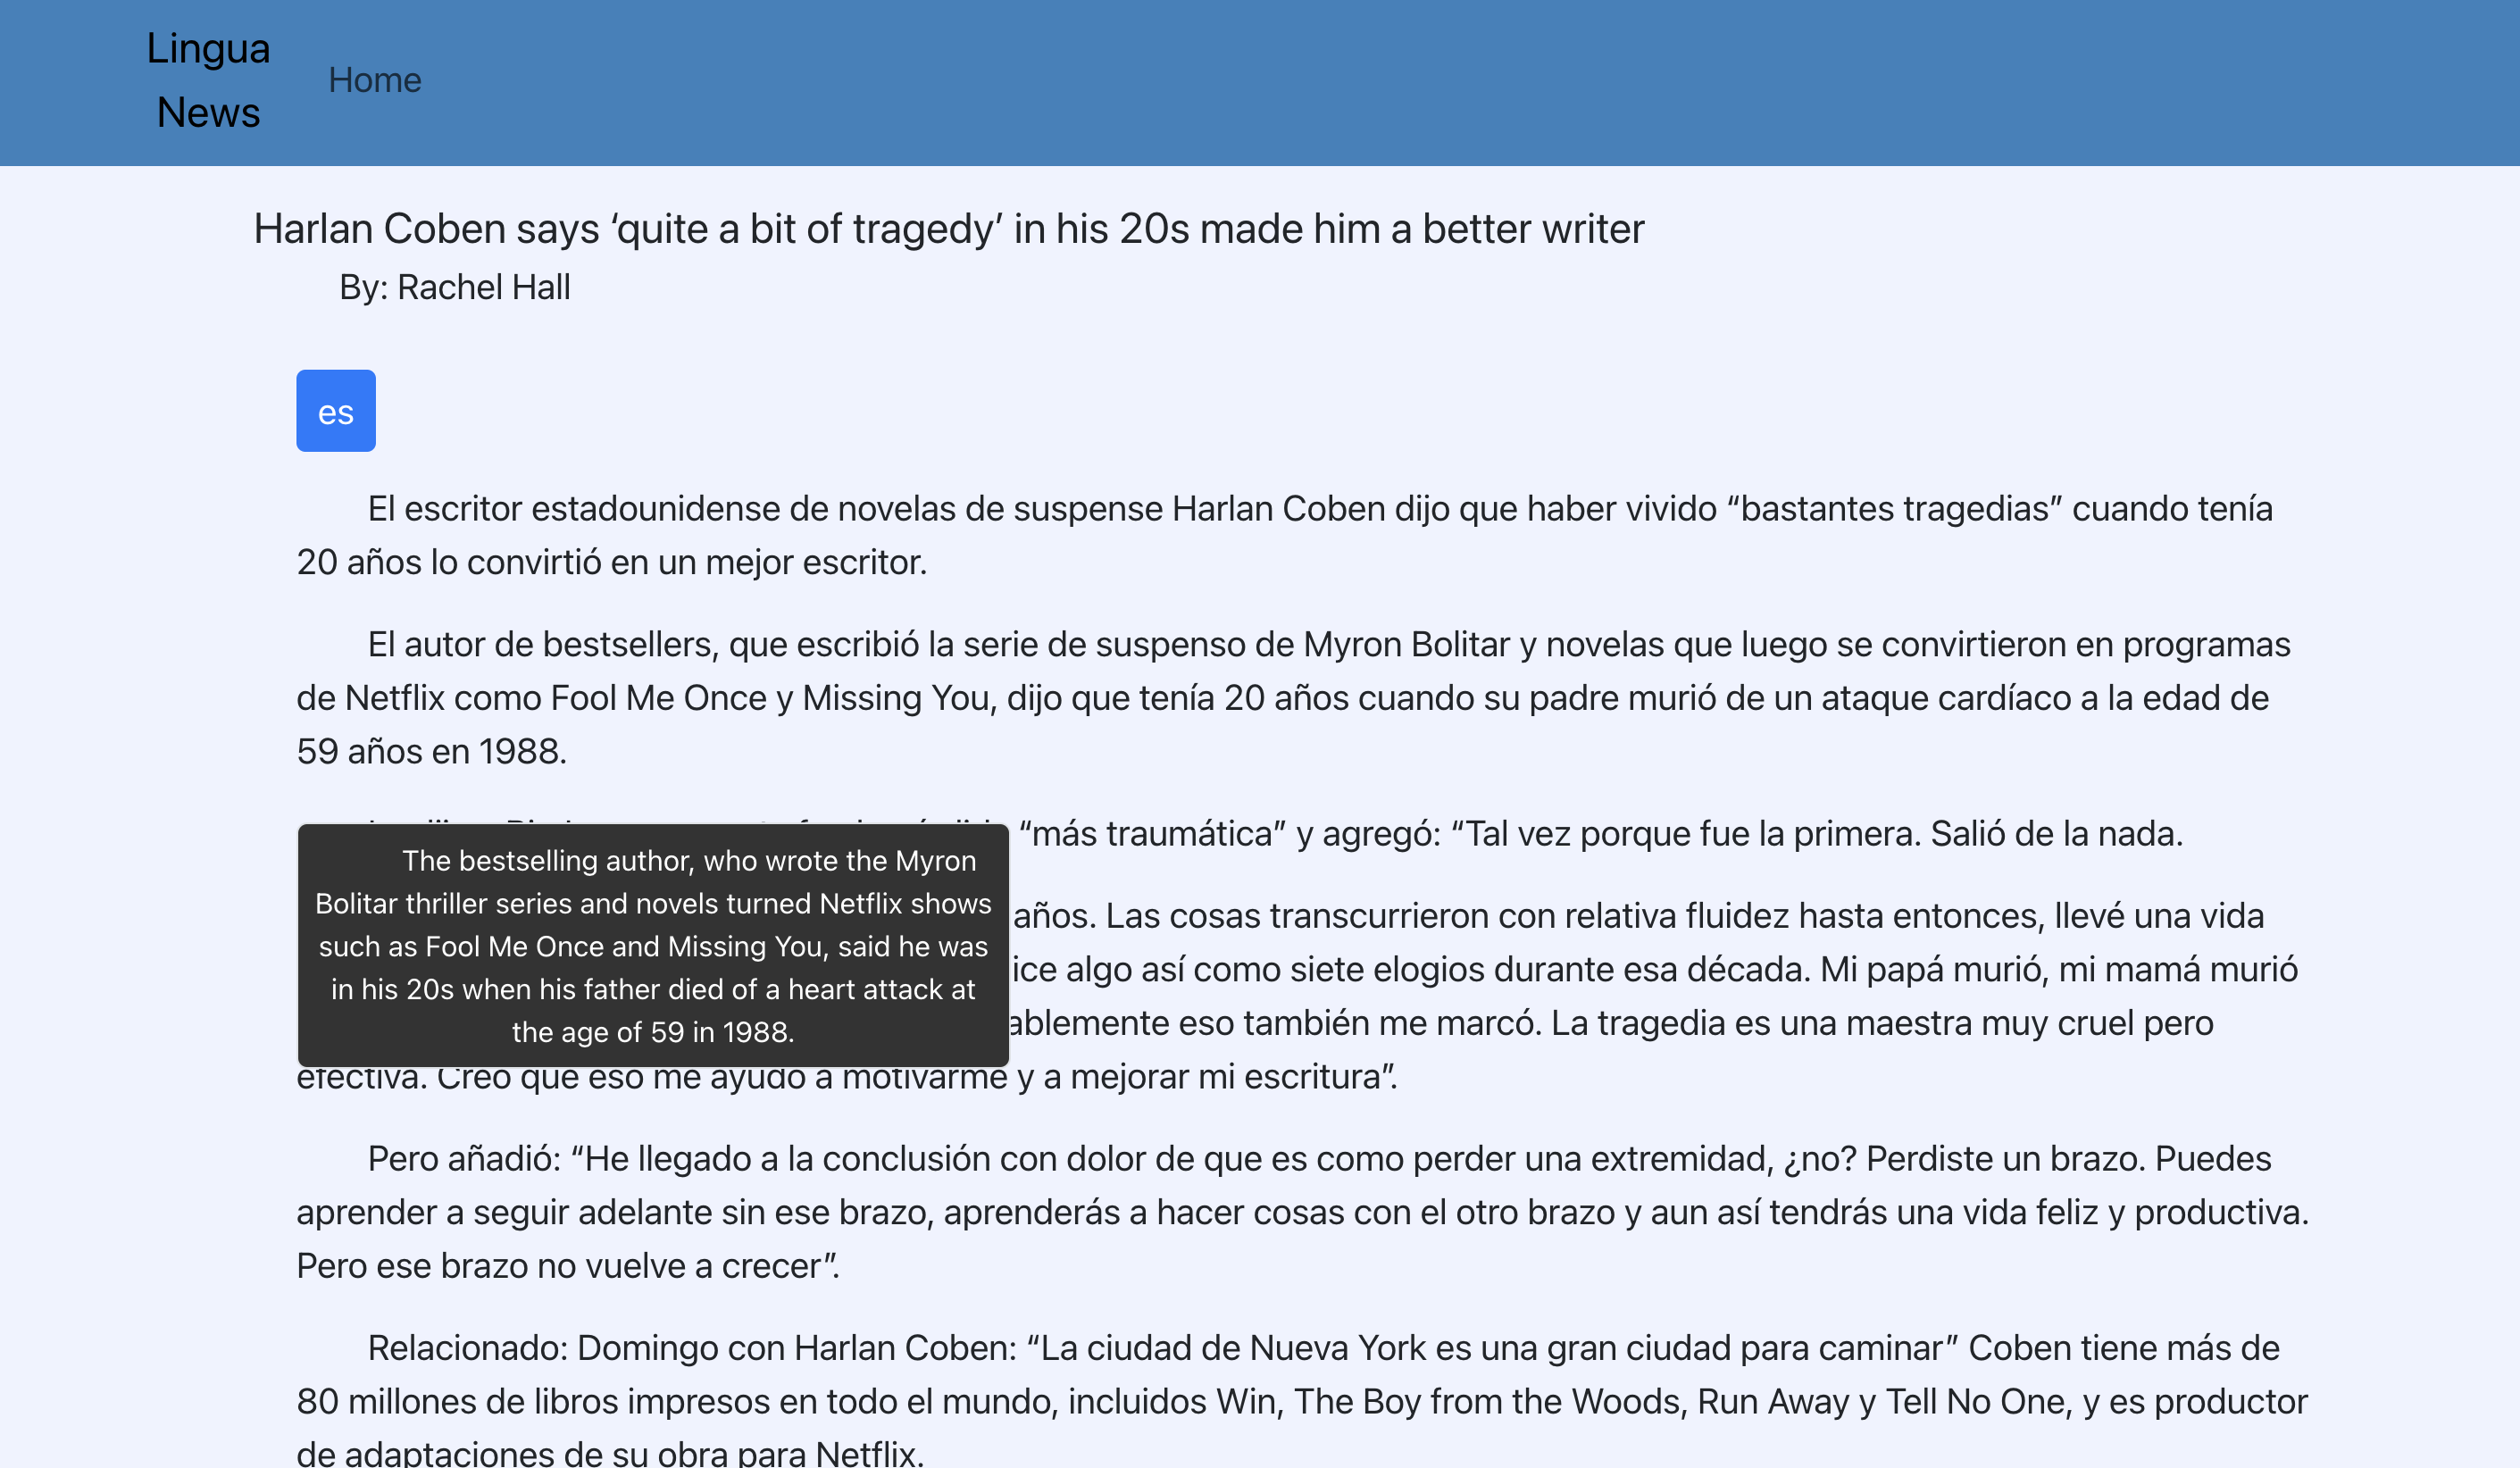 Lingua
News
Home
Harlan Coben says ‘quite a bit of tragedy’ in his 20s made him a better writer
By: Rachel Hall
es
El escritor estadounidense de novelas de suspense Harlan Coben dijo que haber vivido “bastantes tragedias” cuando tenía
20 años lo convirtió en un mejor escritor.
El autor de bestsellers, que escribió la serie de suspenso de Myron Bolitar y novelas que luego se convirtieron en programas
de Netflix como Fool Me Once y Missing You, dijo que tenía 20 años cuando su padre murió de un ataque cardíaco a la edad de
59 años en 1988.
“más traumática” y agregó: “Tal vez porque fue la primera. Salió de la nada.
The bestselling author, who wrote the Myron
Bolitar thriller series and novels turned Netflix shows
such as Fool Me Once and Missing You, said he was
in his 20s when his father died of a heart attack at
the age of 59 in 1988.
años. Las cosas transcurrieron con relativa fluidez hasta entonces, llevé una vida
algo así como siete elogios durante esa década. Mi papá murió, mi mamá murió
eso también me marcó. La tragedia es una maestra muy cruel pero
efectiva. Creo que eso me ayudó a motivarme y a mejorar mi escritura”.
Pero añadió: “He llegado a la conclusión con dolor de que es como perder una extremidad, ¿no? Perdiste un brazo. Puedes
aprender a seguir adelante sin ese brazo, aprenderás a hacer cosas con el otro brazo y aun así tendrás una vida feliz y productiva.
Pero ese brazo no vuelve a crecer”.
Relacionado: Domingo con Harlan Coben: “La ciudad de Nueva York es una gran ciudad para caminar” Coben tiene más de
80 millones de libros impresos en todo el mundo, incluidos Win, The Boy from the Woods, Run Away y Tell No One, y es productor
de adaptaciones de su obra para Netflix.